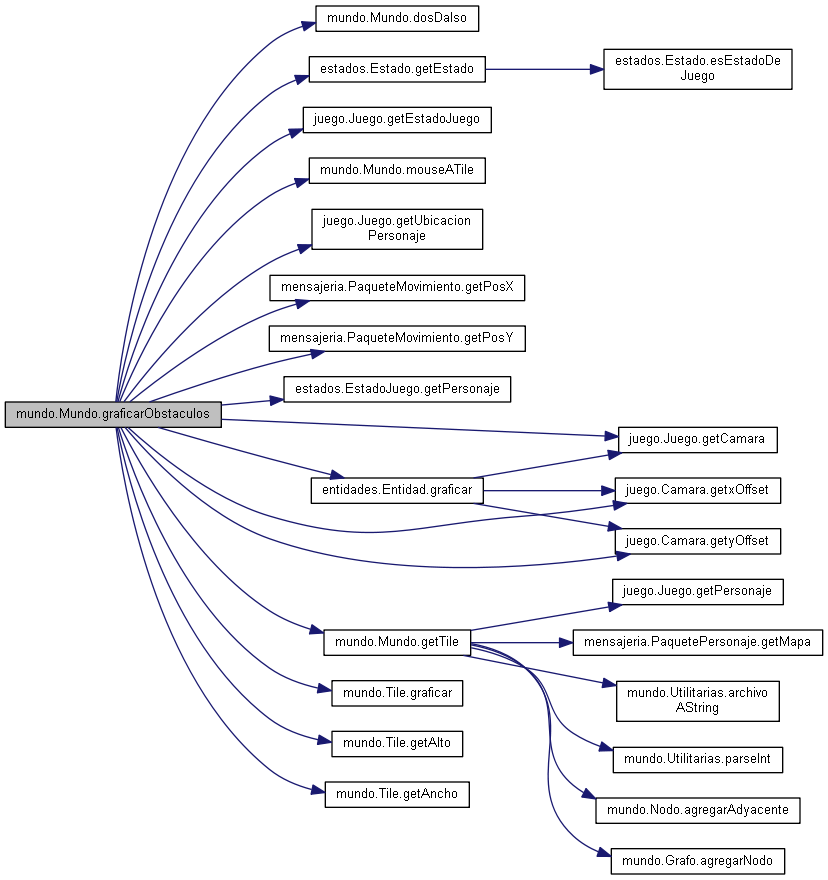 mundo.Mundo.dosDaIso
estados.Estado.getEstado
estados.Estado.esEstadoDe
Juego
juego.Juego.getEstadoJuego
mundo.Mundo.mouseATile
juego.Juego.getUbicacion
Personaje
mensajeria.PaqueteMovimiento.getPosX
mensajeria.PaqueteMovimiento.getPosY
estados.EstadoJuego.getPersonaje
mundo.Mundo.graficarObstaculos
juego.Juego.getCamara
entidades.Entidad.graficar
juego.Camara.getxOffset
juego.Camara.getyOffset
juego.Juego.getPersonaje
mundo.Mundo.getTile
mensajeria.PaquetePersonaje.getMapa
mundo.Tile.graficar
mundo.Utilitarias.archivo
AString
mundo.Tile.getAlto
mundo.Utilitarias.parseInt
mundo.Tile.getAncho
mundo.Nodo.agregarAdyacente
mundo.Grafo.agregarNodo